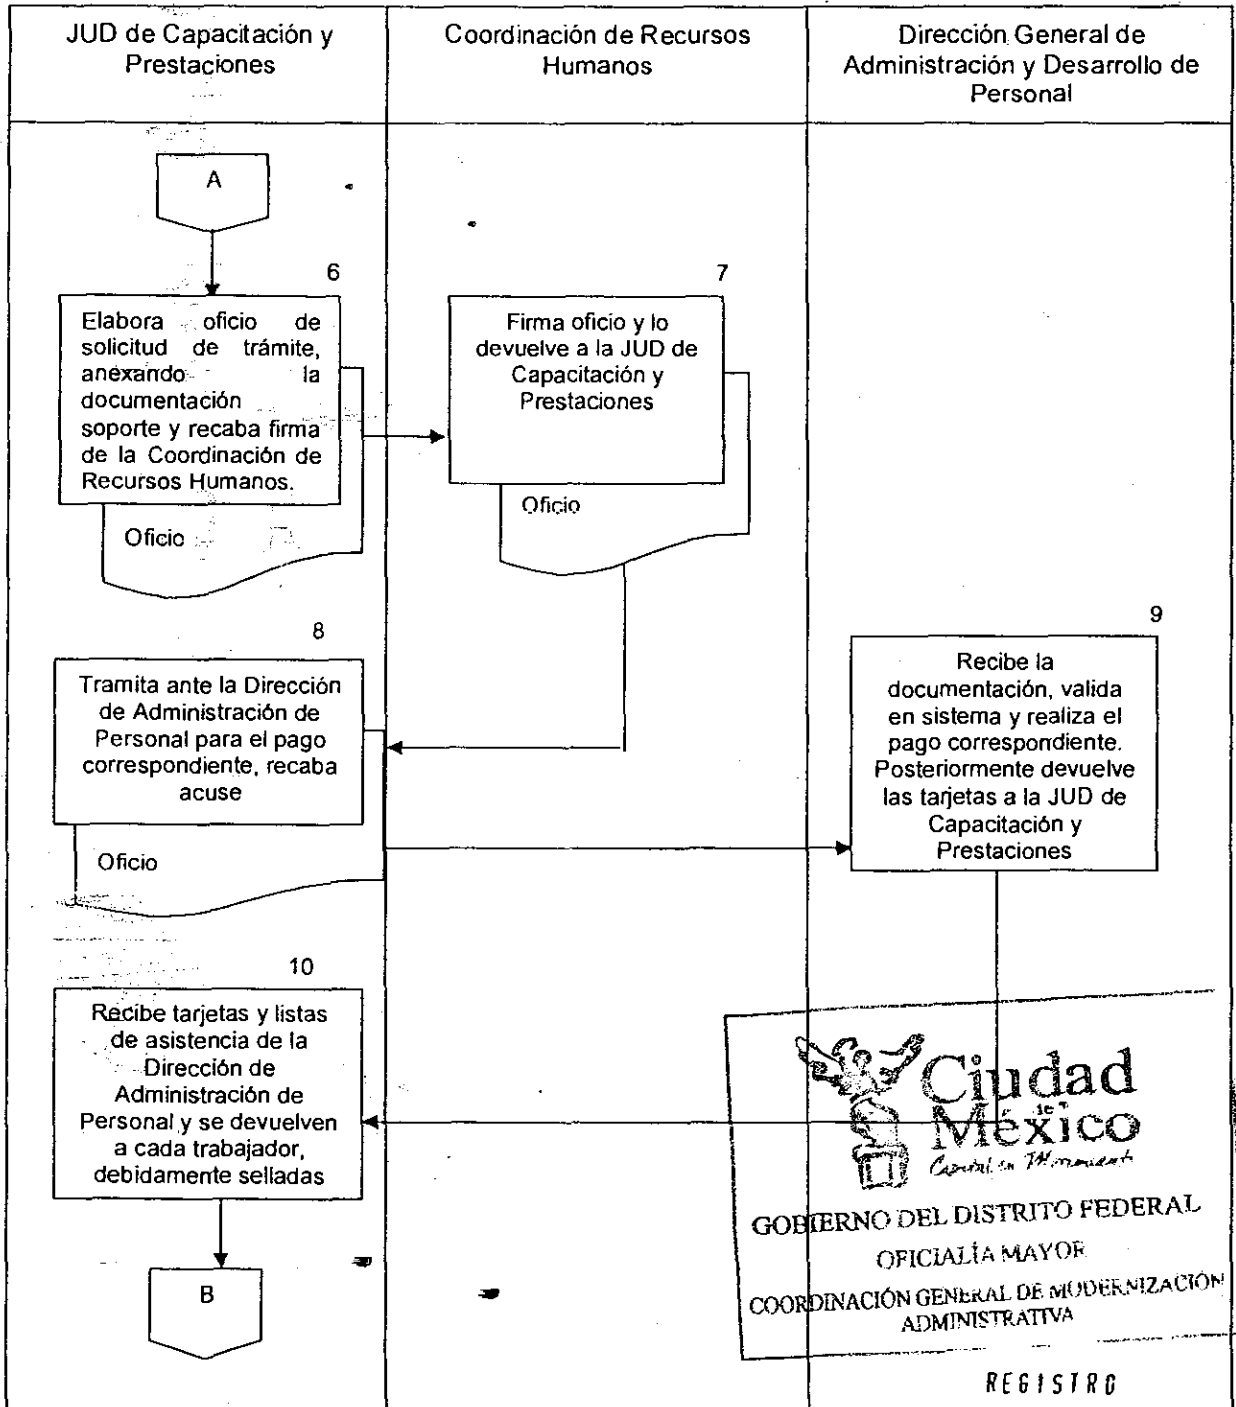 JUD de Capacitación y
Prestaciones
Coordinación de Recursos
Humanos
Dirección General de
Administración y Desarrollo de
Personal
A
6
Elabora oficio de
solicitud de trámite,
anexando la
documentación
soporte y recaba firma
de la Coordinación de
Recursos Humanos.
Oficio
7
Firma oficio y lo
devuelve a la JUD de
Capacitación y
Prestaciones
Oficio
8
Tramita ante la Dirección
de Administración de
Personal para el pago
correspondiente, recaba
acuse
Oficio
9
Recibe la
documentación, valida
en sistema y realiza el
pago correspondiente.
Posteriormente devuelve
las tarjetas a la JUD de
Capacitación y
Prestaciones
10
Recibe tarjetas y listas
de asistencia de la
Dirección de
Administración de
Personal y se devuelven
a cada trabajador,
debidamente selladas
B
Ciudad
México
Capital en Movimiento
GOBIERNO DEL DISTRITO FEDERAL
OFICIALÍA MAYOR
COORDINACIÓN GENERAL DE MODERNIZACIÓN
ADMINISTRATIVA
REGISTRO